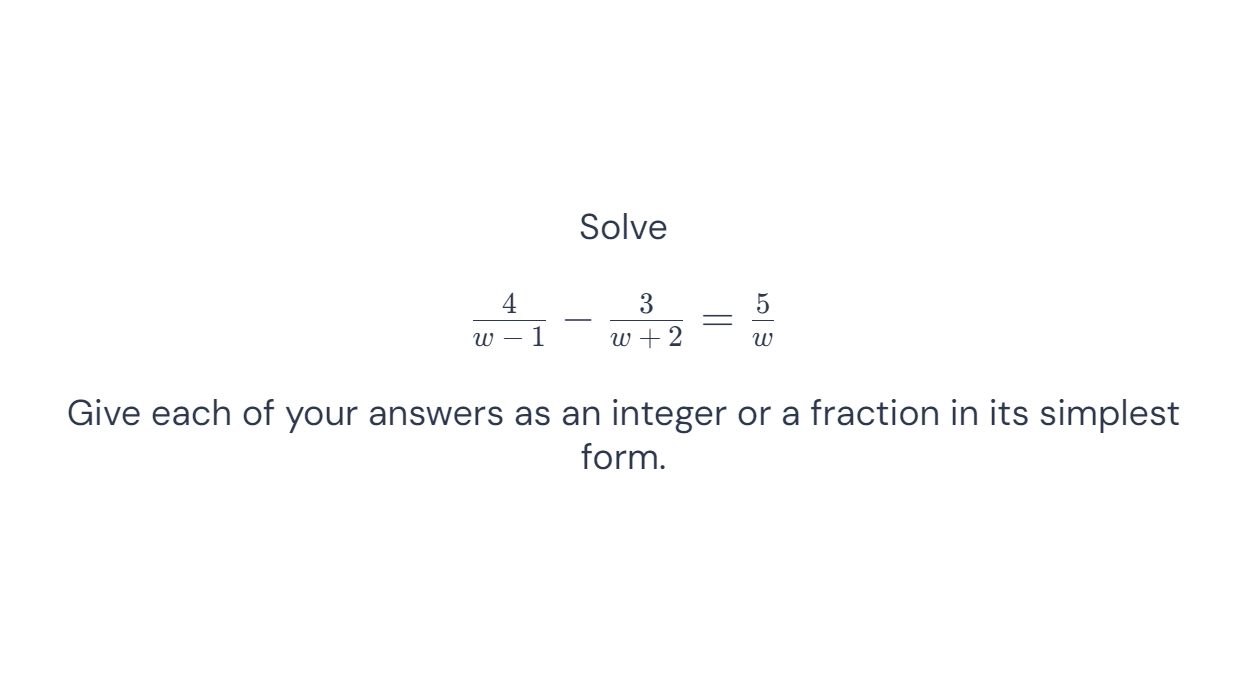 Solve
\frac{4}{w-1} - \frac{3}{w+2} = \frac{5}{w}
Give each of your answers as an integer or a fraction in its simplest
form.